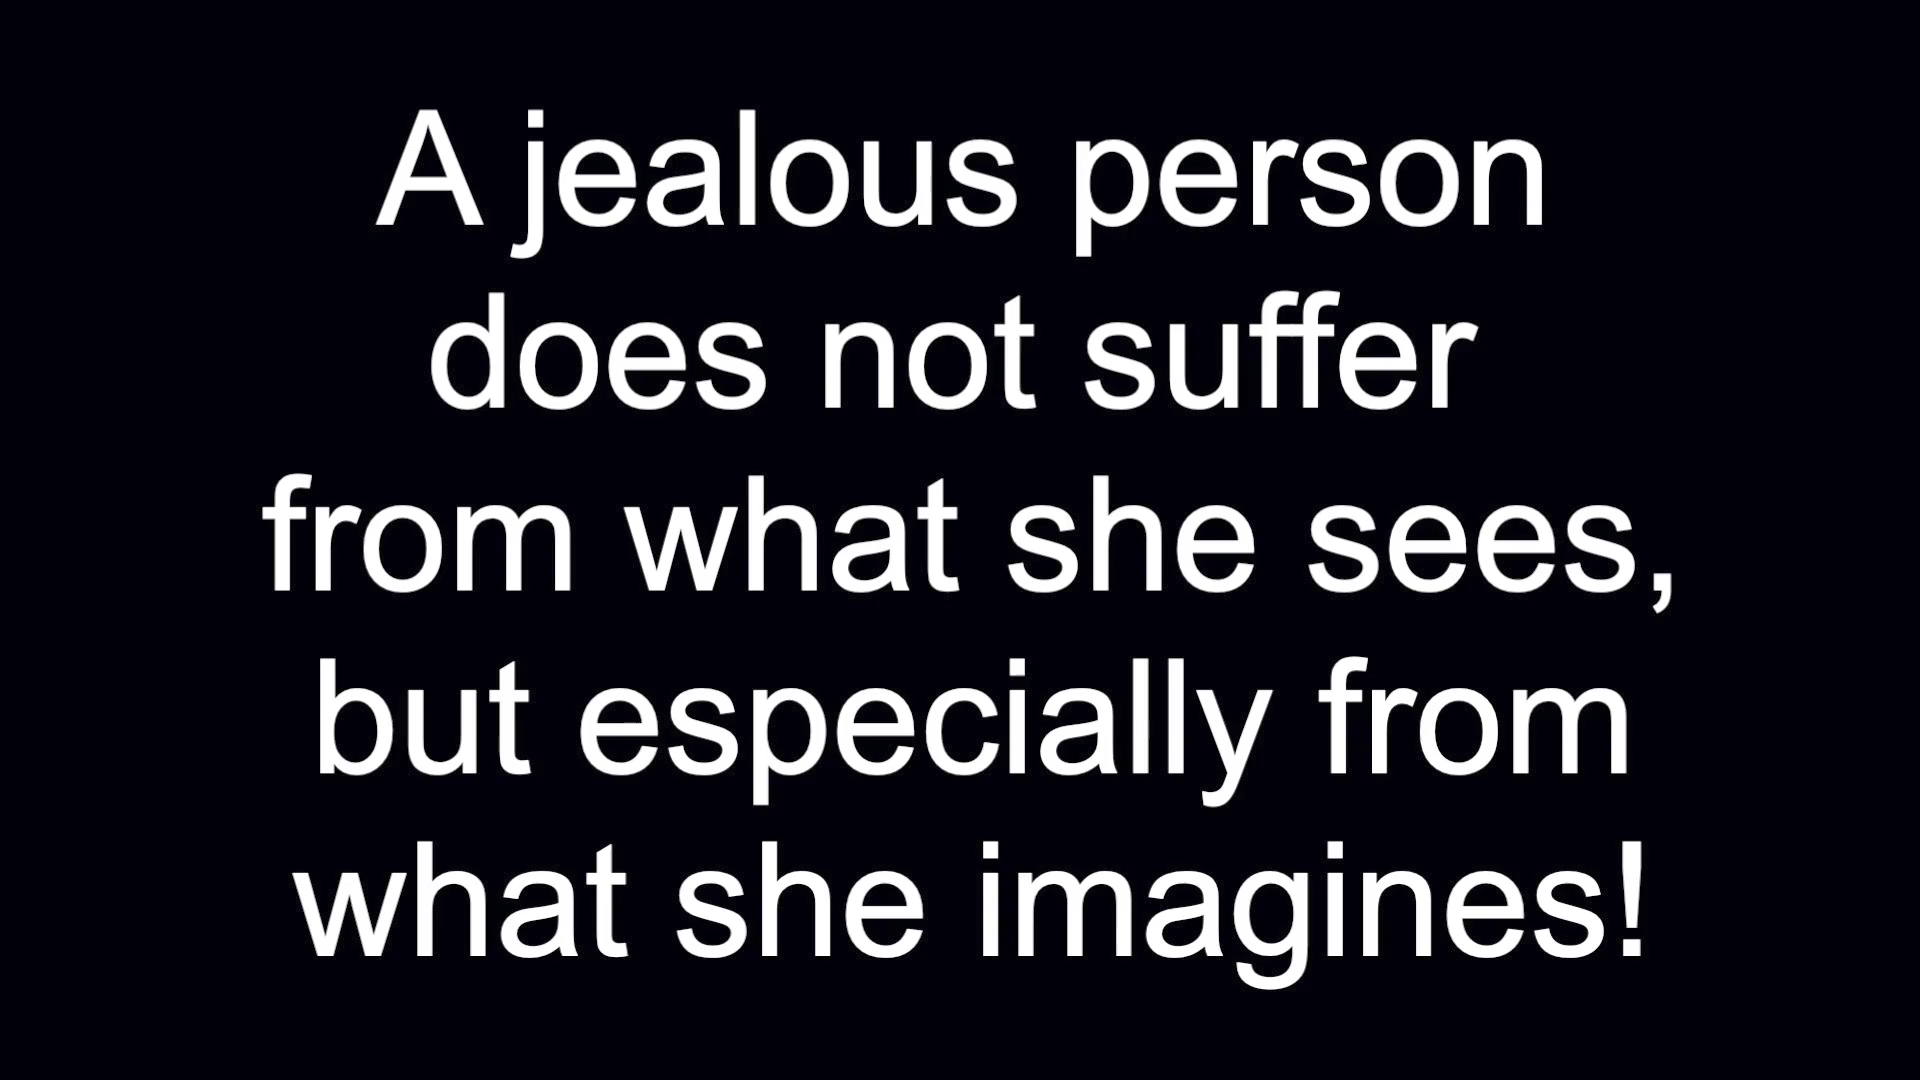 A jealous person
does not suffer
from what she sees,
but especially from
what she imagines!